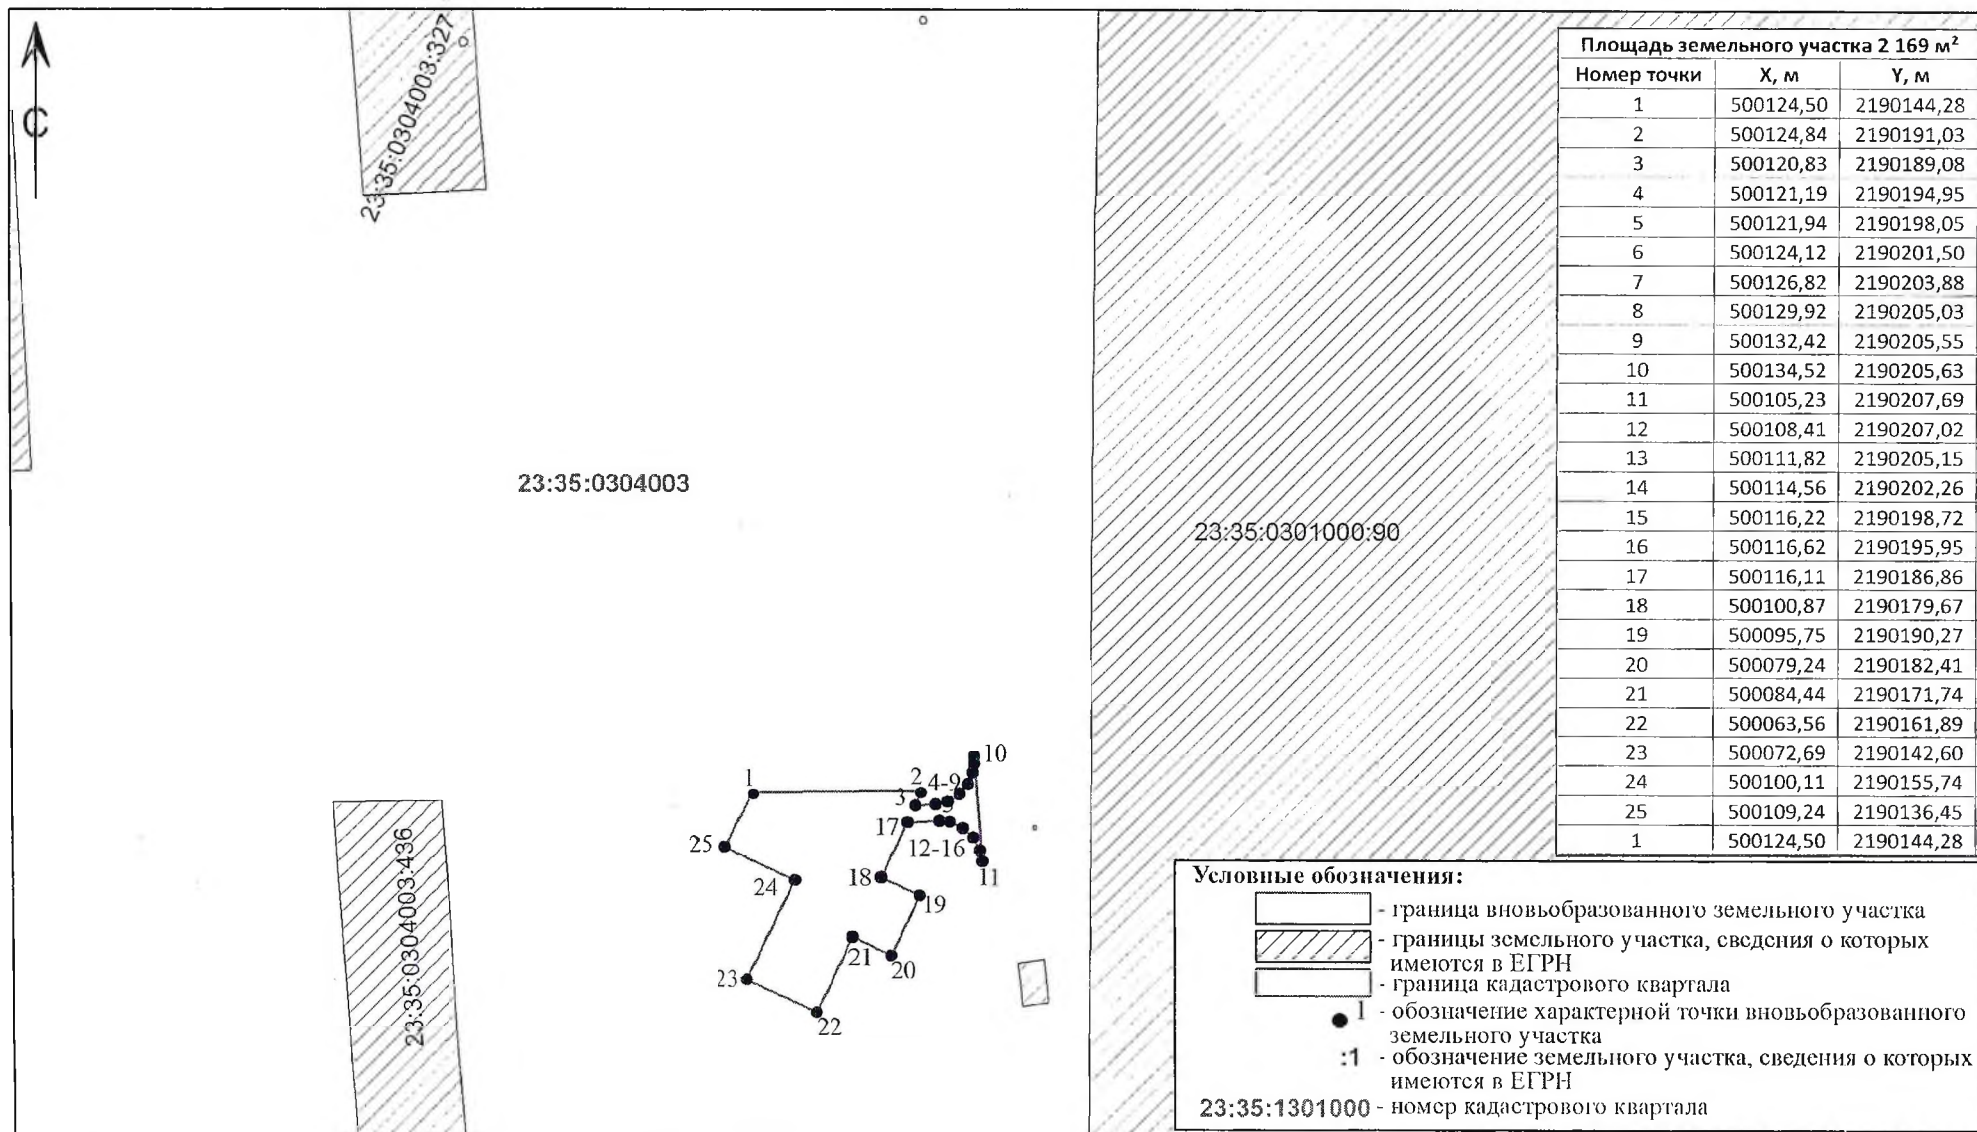 С
23:35:0304003:327
23:35:0304003
23:35:0301000:90
23:35:0304003:436
Площадь земельного участка 2 169 м²
Номер точки X, м Y, м
1 500124,50 2190144,28
2 500124,84 2190191,03
3 500120,83 2190189,08
4 500121,19 2190194,95
5 500121,94 2190198,05
6 500124,12 2190201,50
7 500126,82 2190203,88
8 500129,92 2190205,03
9 500132,42 2190205,55
10 500134,52 2190205,63
11 500105,23 2190207,69
12 500108,41 2190207,02
13 500111,82 2190205,15
14 500114,56 2190202,26
15 500116,22 2190198,72
16 500116,62 2190195,95
17 500116,11 2190186,86
18 500100,87 2190179,67
19 500095,75 2190190,27
20 500079,24 2190182,41
21 500084,44 2190171,74
22 500063,56 2190161,89
23 500072,69 2190142,60
24 500100,11 2190155,74
25 500109,24 2190136,45
1 500124,50 2190144,28
10
1
2
4-9
3
17
12-16
25
11
18
24
19
21
20
23
22
Условные обозначения:
- граница вновьобразованного земельного участка
- границы земельного участка, сведения о которых
имеются в ЕГРН
- граница кадастрового квартала
1 - обозначение характерной точки вновьобразованного
земельного участка
:1 - обозначение земельного участка, сведения о которых
имеются в ЕГРН
23:35:1301000 - номер кадастрового квартала